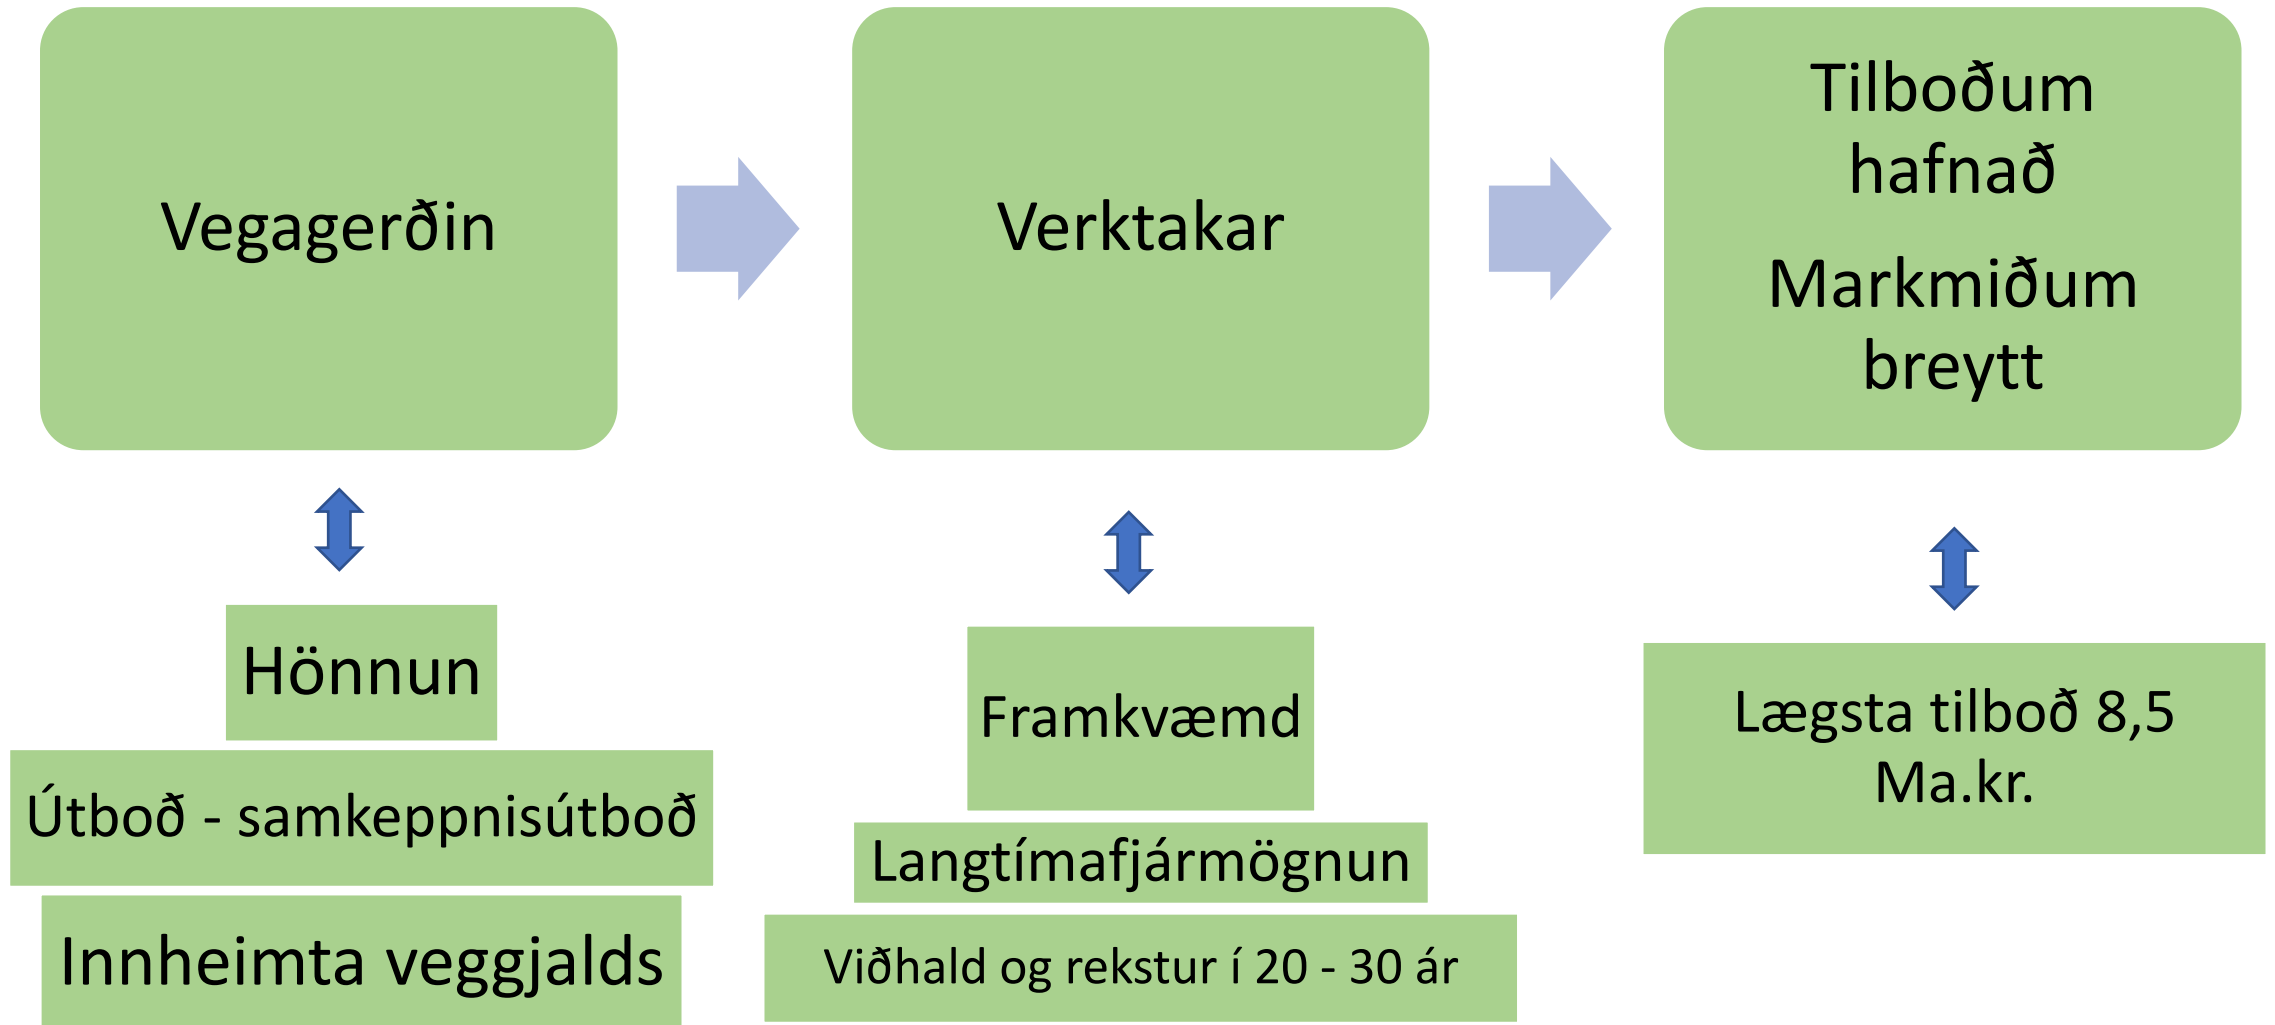 Vegagerðin
Hönnun
Útboð - samkeppnisútboð
Innheimta veggjalds
Verktakar
Framkvæmd
Langtímafjármögnun
Viðhald og rekstur í 20 - 30 ár
Tilboðum
hafnað
Markmiðum
breytt
Lægsta tilboð 8,5
Ma.kr.